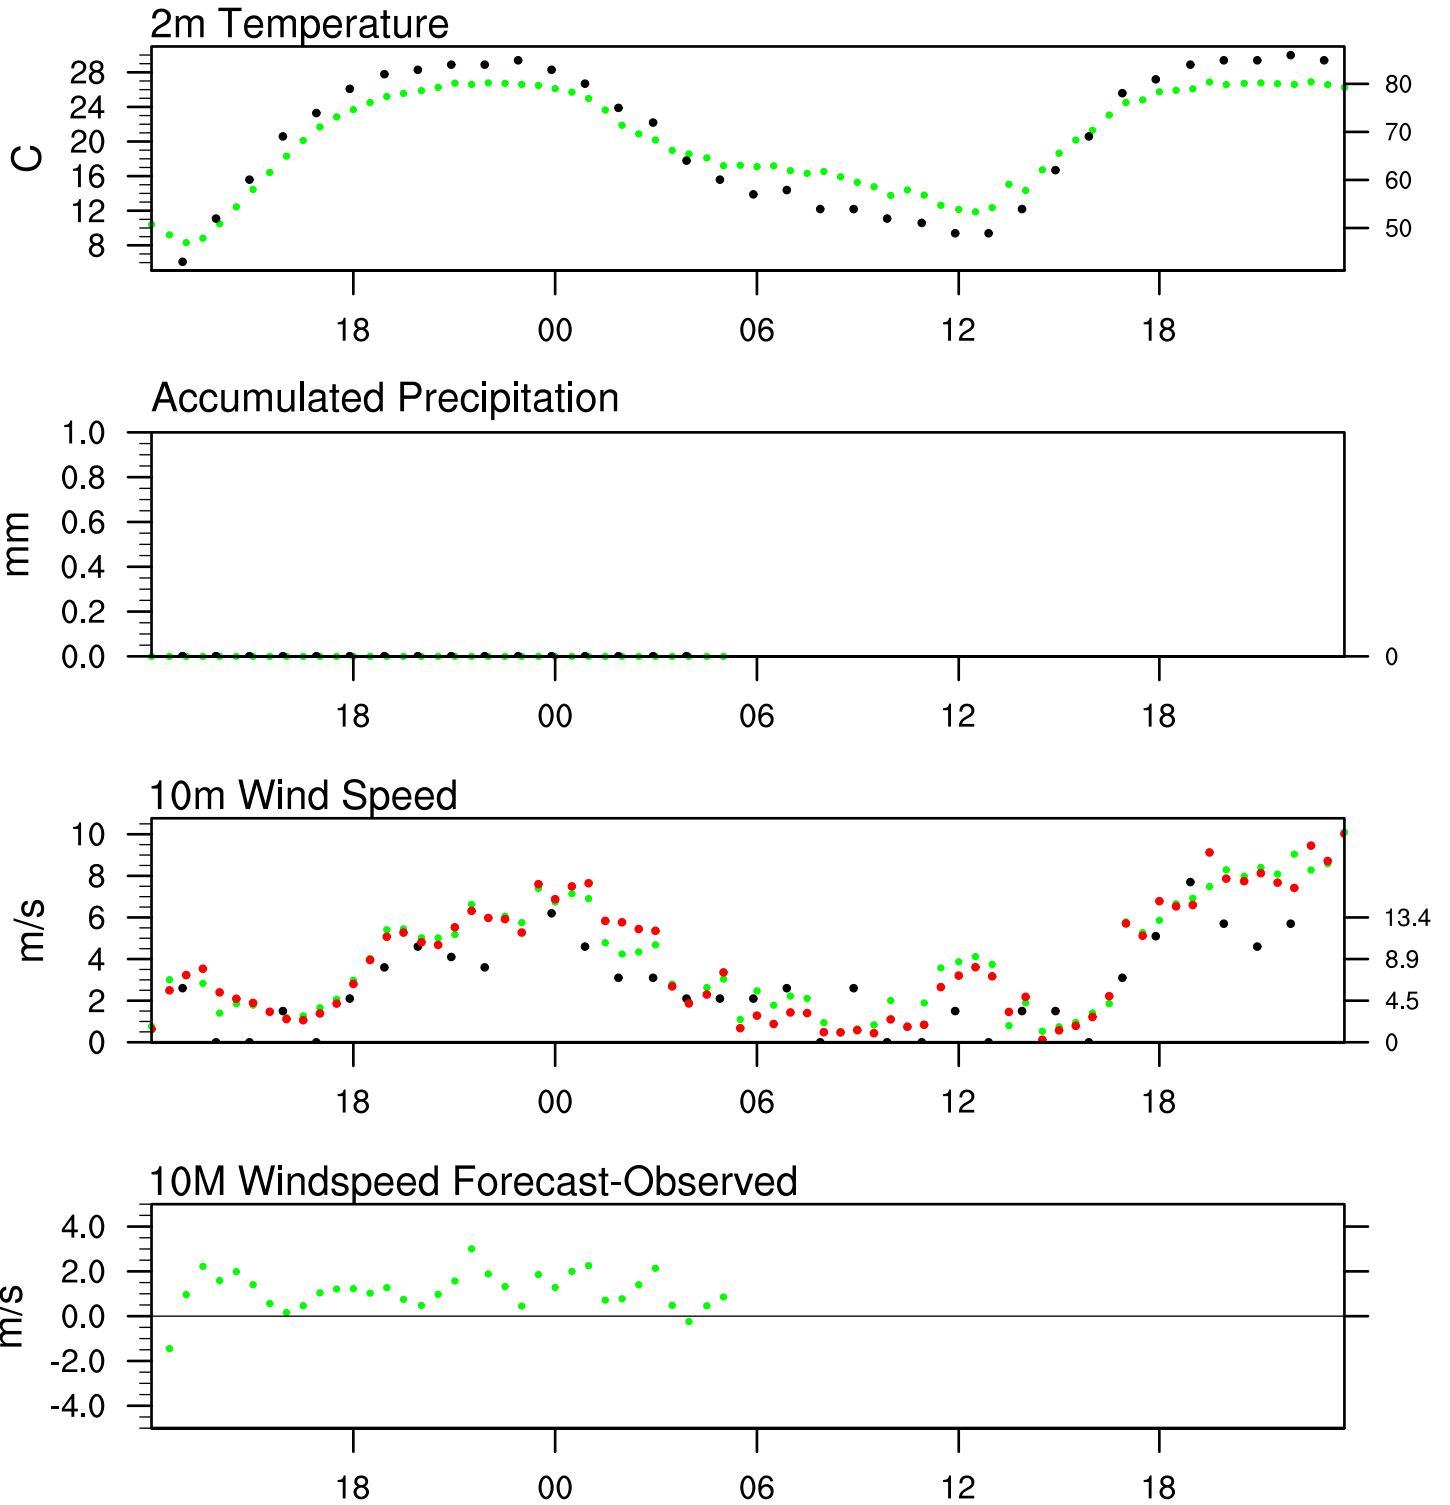 2m Temperature
C
28
24
20
16
12
8
80
70
60
50
18 00 06 12 18
Accumulated Precipitation
mm
1.0
0.8
0.6
0.4
0.2
0.0
0
18 00 06 12 18
10m Wind Speed
m/s
10
8
6
4
2
0
13.4
8.9
4.5
0
18 00 06 12 18
10M Windspeed Forecast-Observed
m/s
4.0
2.0
0.0
-2.0
-4.0
18 00 06 12 18